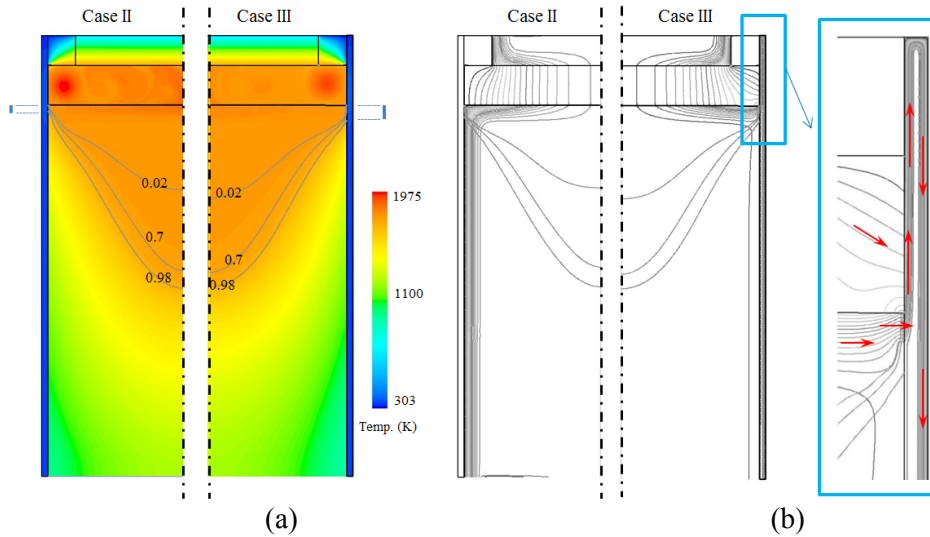 Case II
Case III
Case II
Case III
0.02
0.02
0.7
0.7
0.98
0.98
1975
1100
303
Temp. (K)
(a)
(b)